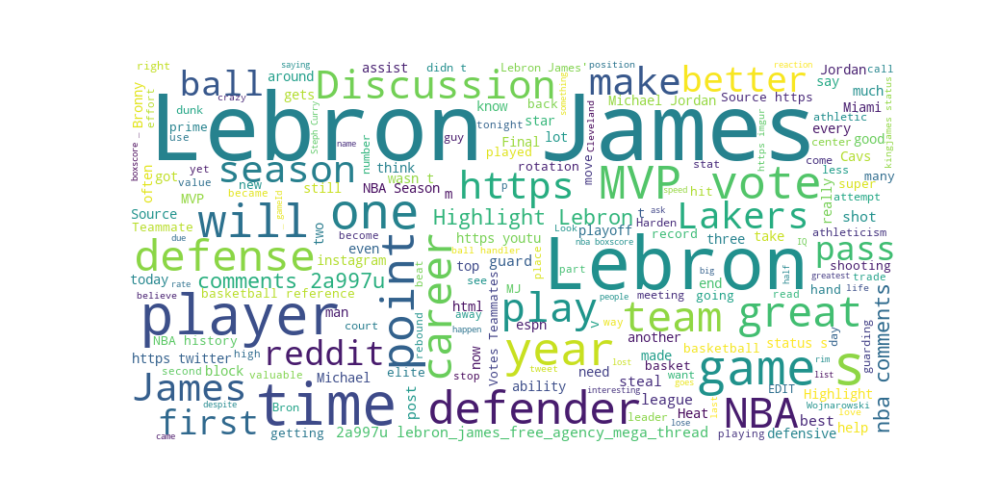 Lebron James
Lebron
Discussion
make
better
ball
season
https
MVP vote
will
one
Highlight Lebron
Lakers
defense
comments 2a997u
point
career
pass
player
play
team
great
reddit
year
game
s
James
time
defender
NBA
first
2a997u lebron_james_free_agency_mega_thread
nba comments
right
saying
assist
didn t
Lebron James'
position
reaction
Jordan
call
around
gets
know
back
Michael Jordan
Source https
say
much
Bronny
effort
dunk
crazy
prime
use
boxscore
Steph Curry
number
star
tonight
guy
something
Cleveland
move
Miami
athletic
every
center
good
https imgur
kingjames status
name
Final
lot
played
rotation
stat
come
Cavs
less
many
yet
got
think
wasn t
often
value
new
became
still
NBA Season
m
p
speed
hit
really
super
attempt
MVP
Source
Teammate
gameid
two
t
ask
Harden
record
playoff
Look
shot
athleticism
due
become
even
https youtu
nba boxscore
three
take
IQ
shooting
today
instagram
ball handler
guard
place
top
part
big
end
trade
half
greatest
hand
life
believe
rate
basketball reference
beat
see
MJ
people
meeting
going
read
man
html
away
espn
v
way
another
basketball
status s
day
guarding
NBA history
court
rebound
happen
Votes Teammates
now
made
basket
rim
list
https twitter
high
second
block
valuable
Michael
elite
stop
tweet
need
lost
goes
ability
steal
interesting
EDIT
Highlight
Wojnarowski
despite
Bron
post
league
leader
Heat
last
love
best
help
came
getting
lose
want
playing
defensive